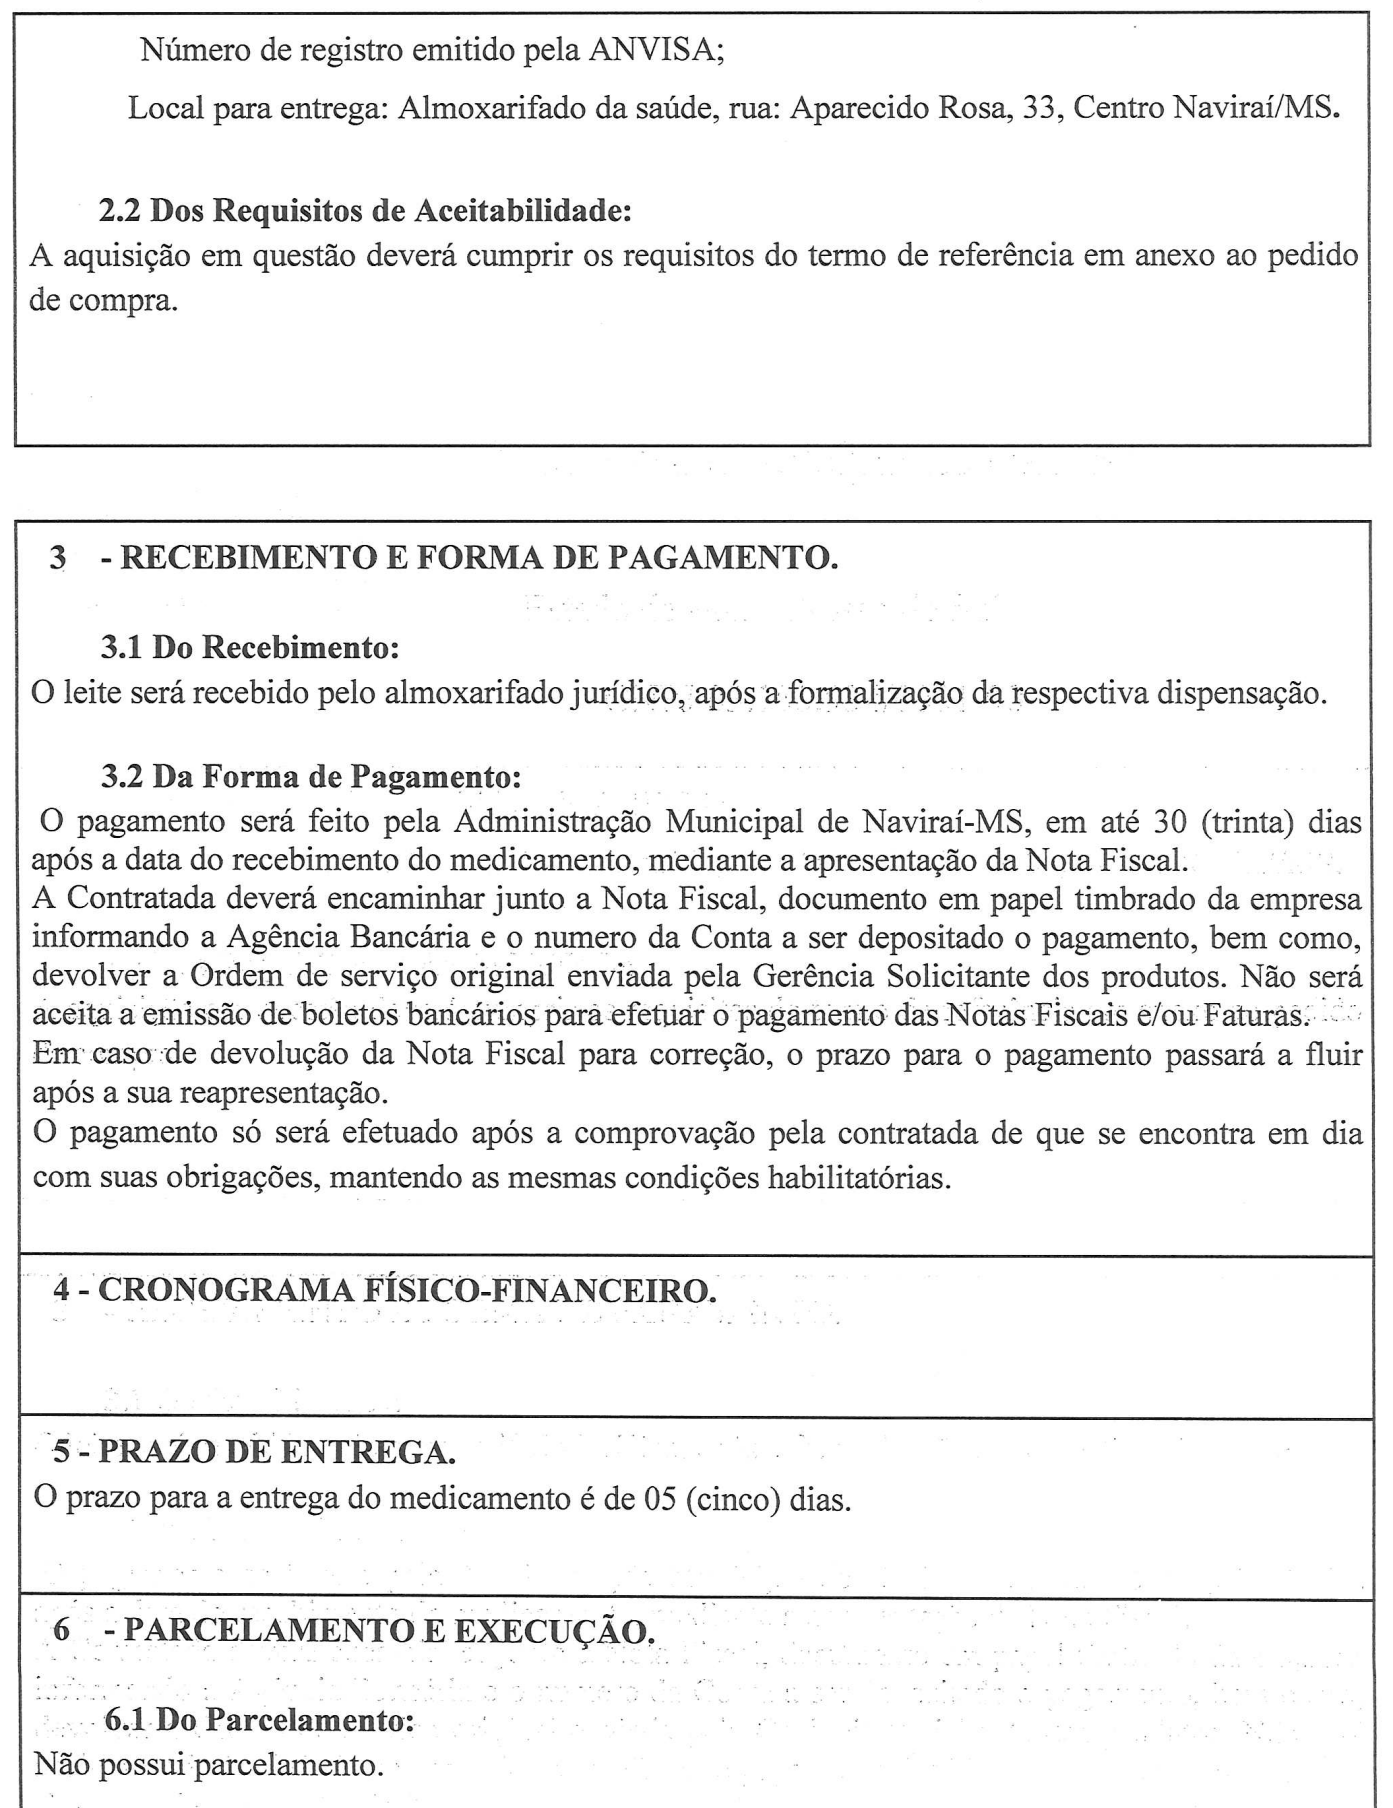 Número de registro emitido pela ANVISA;
Local para entrega: Almoxarifado da saúde, rua: Aparecido Rosa, 33, Centro Naviraí/MS.
2.2 Dos Requisitos de Aceitabilidade:
A aquisição em questão deverá cumprir os requisitos do termo de referência em anexo ao pedido
de compra.
3 - RECEBIMENTO E FORMA DE PAGAMENTO.
3.1 Do Recebimento:
O leite será recebido pelo almoxarifado jurídico, após a formalização da respectiva dispensação.
3.2 Da Forma de Pagamento:
O pagamento será feito pela Administração Municipal de Naviraí-MS, em até 30 (trinta) dias
após a data do recebimento do medicamento, mediante a apresentação da Nota Fiscal.
A Contratada deverá encaminhar junto a Nota Fiscal, documento em papel timbrado da empresa
informando a Agência Bancária e o numero da Conta a ser depositado o pagamento, bem como,
devolver a Ordem de serviço original enviada pela Gerência Solicitante dos produtos. Não será
aceita a emissão de boletos bancários para efetuar o pagamento das Notas Fiscais e/ou Faturas.
Em caso de devolução da Nota Fiscal para correção, o prazo para o pagamento passará a fluir
após a sua reapresentação.
O pagamento só será efetuado após a comprovação pela contratada de que se encontra em dia
com suas obrigações, mantendo as mesmas condições habilitatórias.
4 - CRONOGRAMA FÍSICO-FINANCEIRO.
5 - PRAZO DE ENTREGA.
O prazo para a entrega do medicamento é de 05 (cinco) dias.
6 - PARCELAMENTO E EXECUÇÃO.
6.1 Do Parcelamento:
Não possui parcelamento.